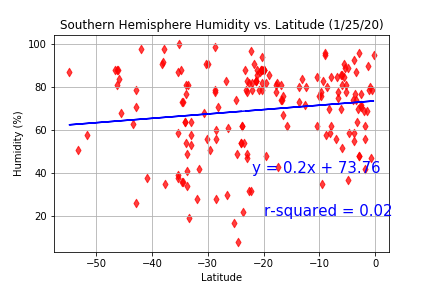 Southern Hemisphere Humidity vs. Latitude (1/25/20)
100
80
60
40
20
Humidity (%)
y = 0.2x + 73.76
r-squared = 0.02
−50
−40
−30
−20
−10
0
Latitude